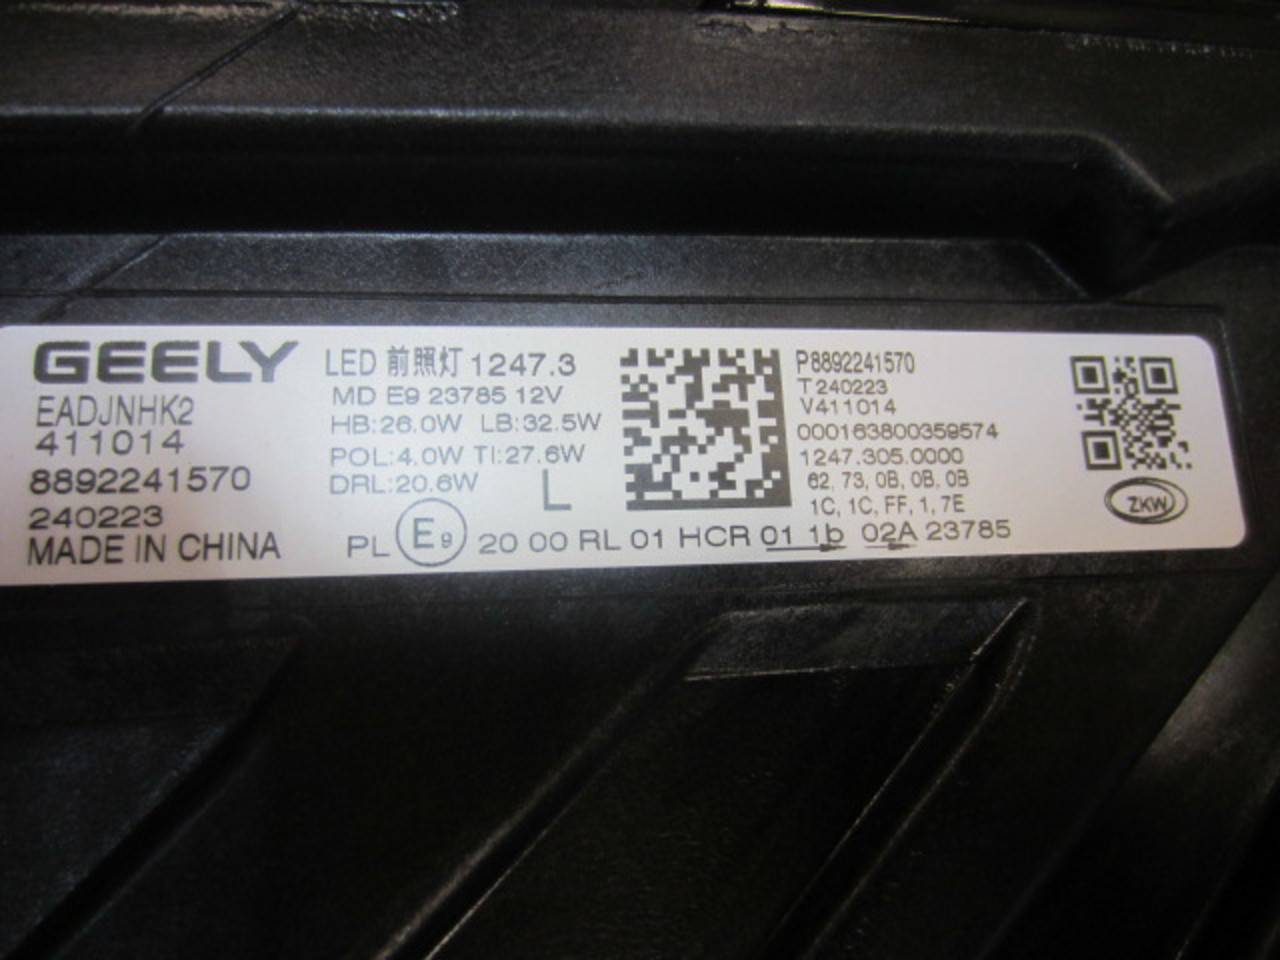 GEELY
EADJNHK2
411014
8892241570
240223
MADE IN CHINA
LED 前照灯 1247.3
MD E9 23785 12V
HB:26.0W LB:32.5W
POL:4.0W TI:27.6W
DRL:20.6W
L
PL E9 20 00 RL 01 HCR 01 1b 02A 23785
P8892241570
T240223
V411014
000163800359574
1247.305.0000
62, 73, 0B, 0B, 0B
1C, 1C, FF, 1, 7E
ZKW